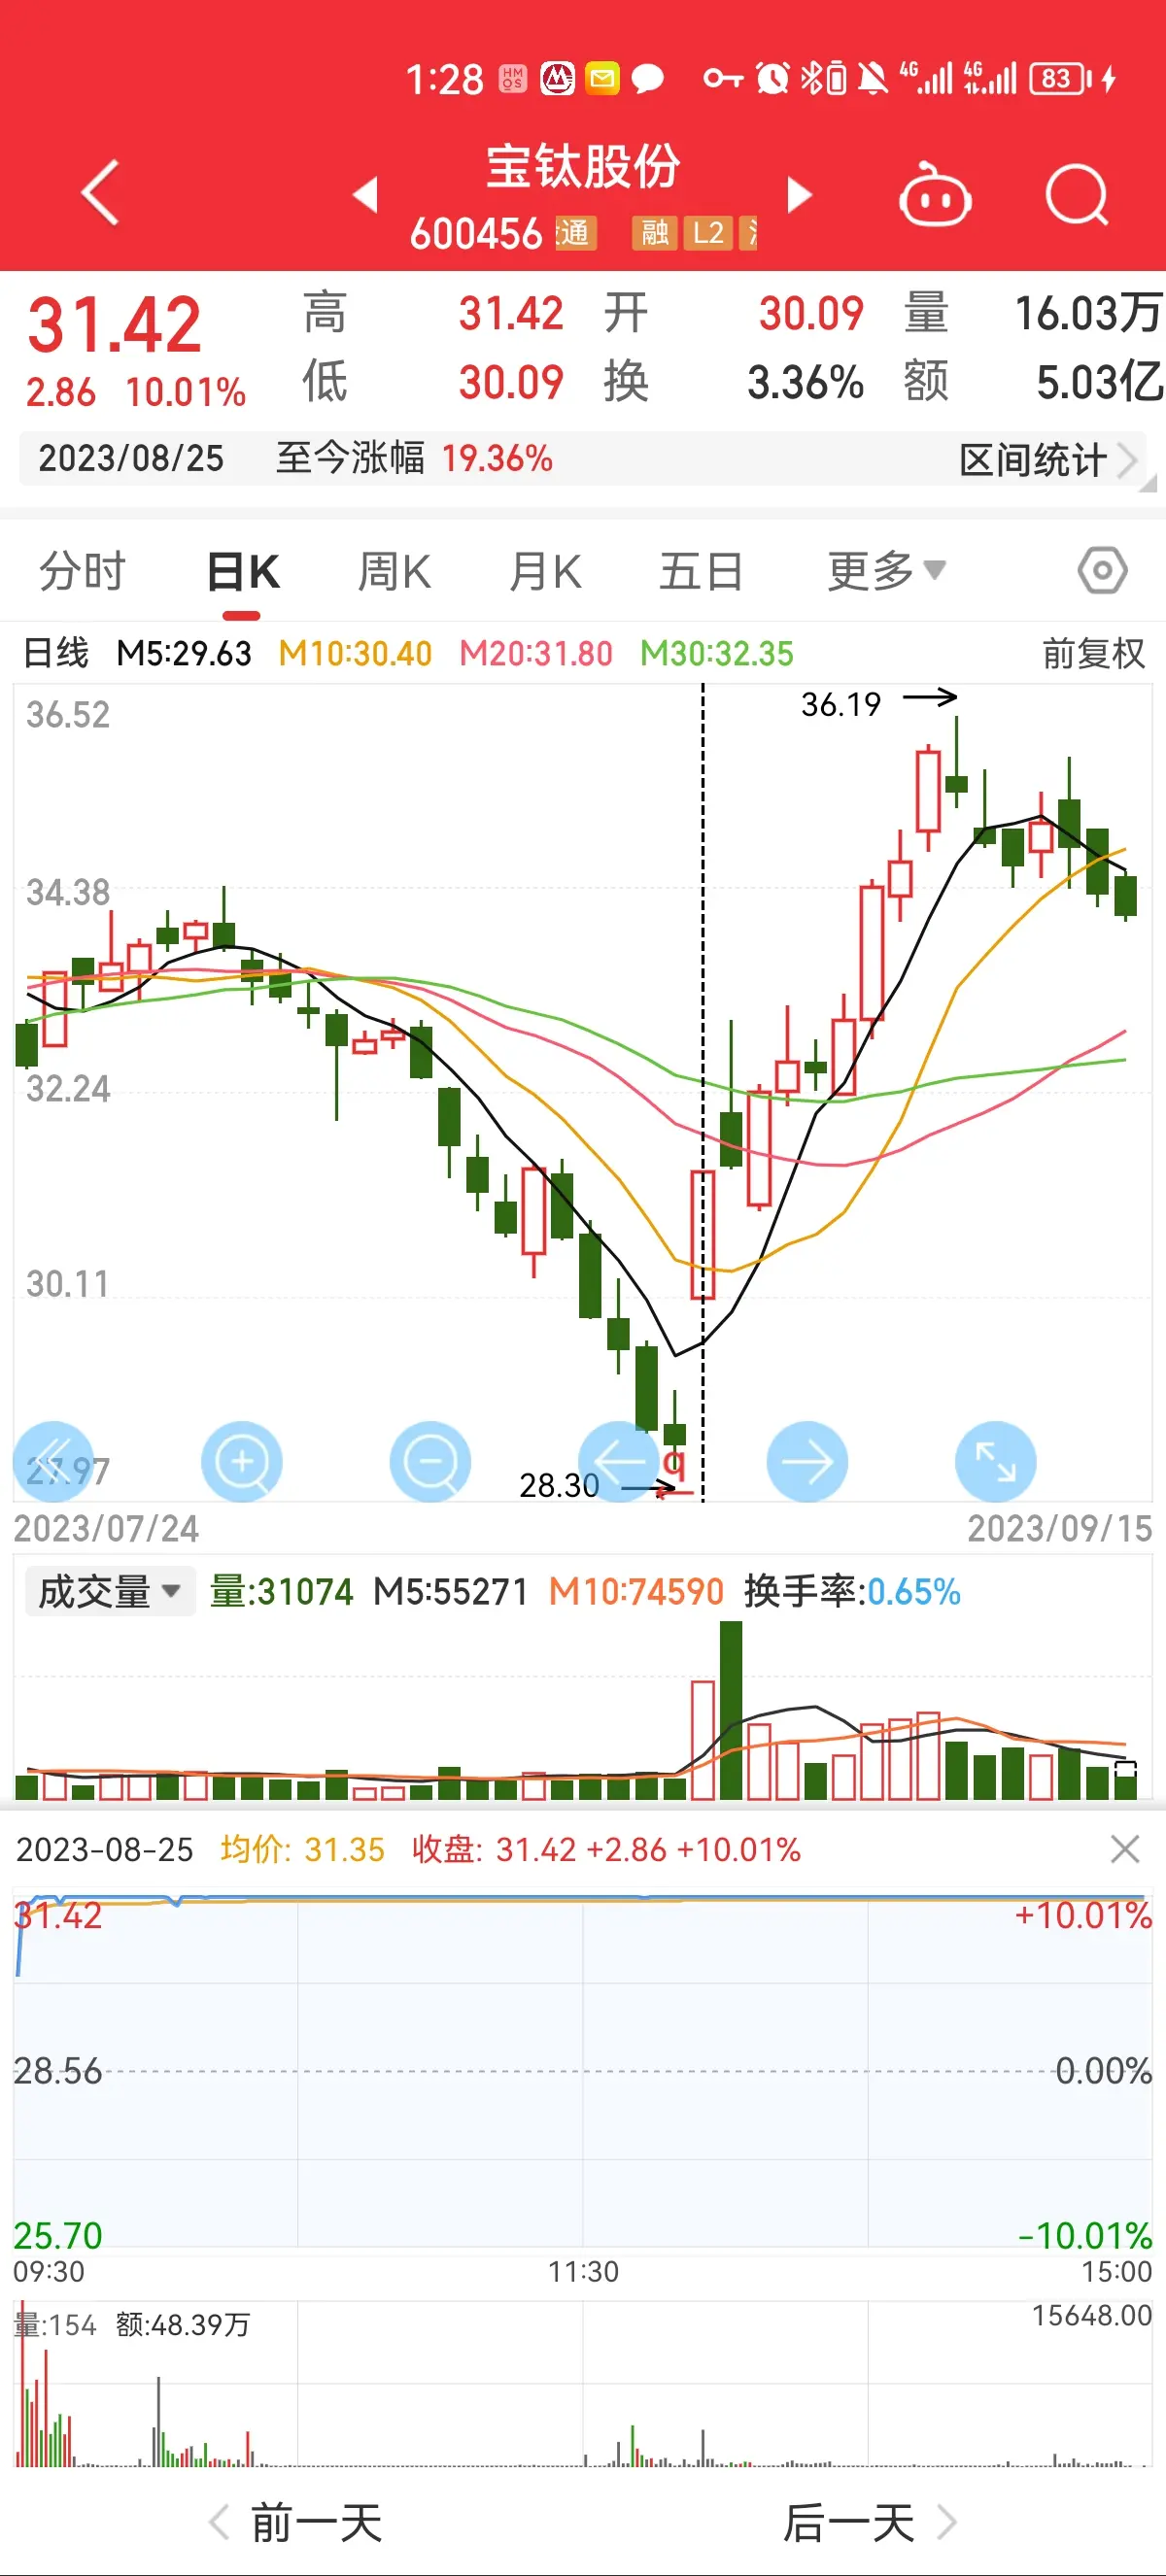 1:28 HM OS 4G 4G 83
宝钛股份
600456 通 融 L2
31.42 高 31.42 开 30.09 量 16.03万
2.86 10.01% 低 30.09 换 3.36% 额 5.03亿
2023/08/25 至今涨幅 19.36% 区间统计
分时 日K 周K 月K 五日 更多
日线 M5:29.63 M10:30.40 M20:31.80 M30:32.35 前复权
36.52
36.19
34.38
32.24
30.11
27.97
q
28.30
2023/07/24 2023/09/15
成交量 量:31074 M5:55271 M10:74590 换手率:0.65%
2023-08-25 均价: 31.35 收盘: 31.42 +2.86 +10.01%
31.42 +10.01%
28.56 0.00%
25.70 -10.01%
09:30 11:30 15:00
量:154 额:48.39万 15648.00
前一天 后一天